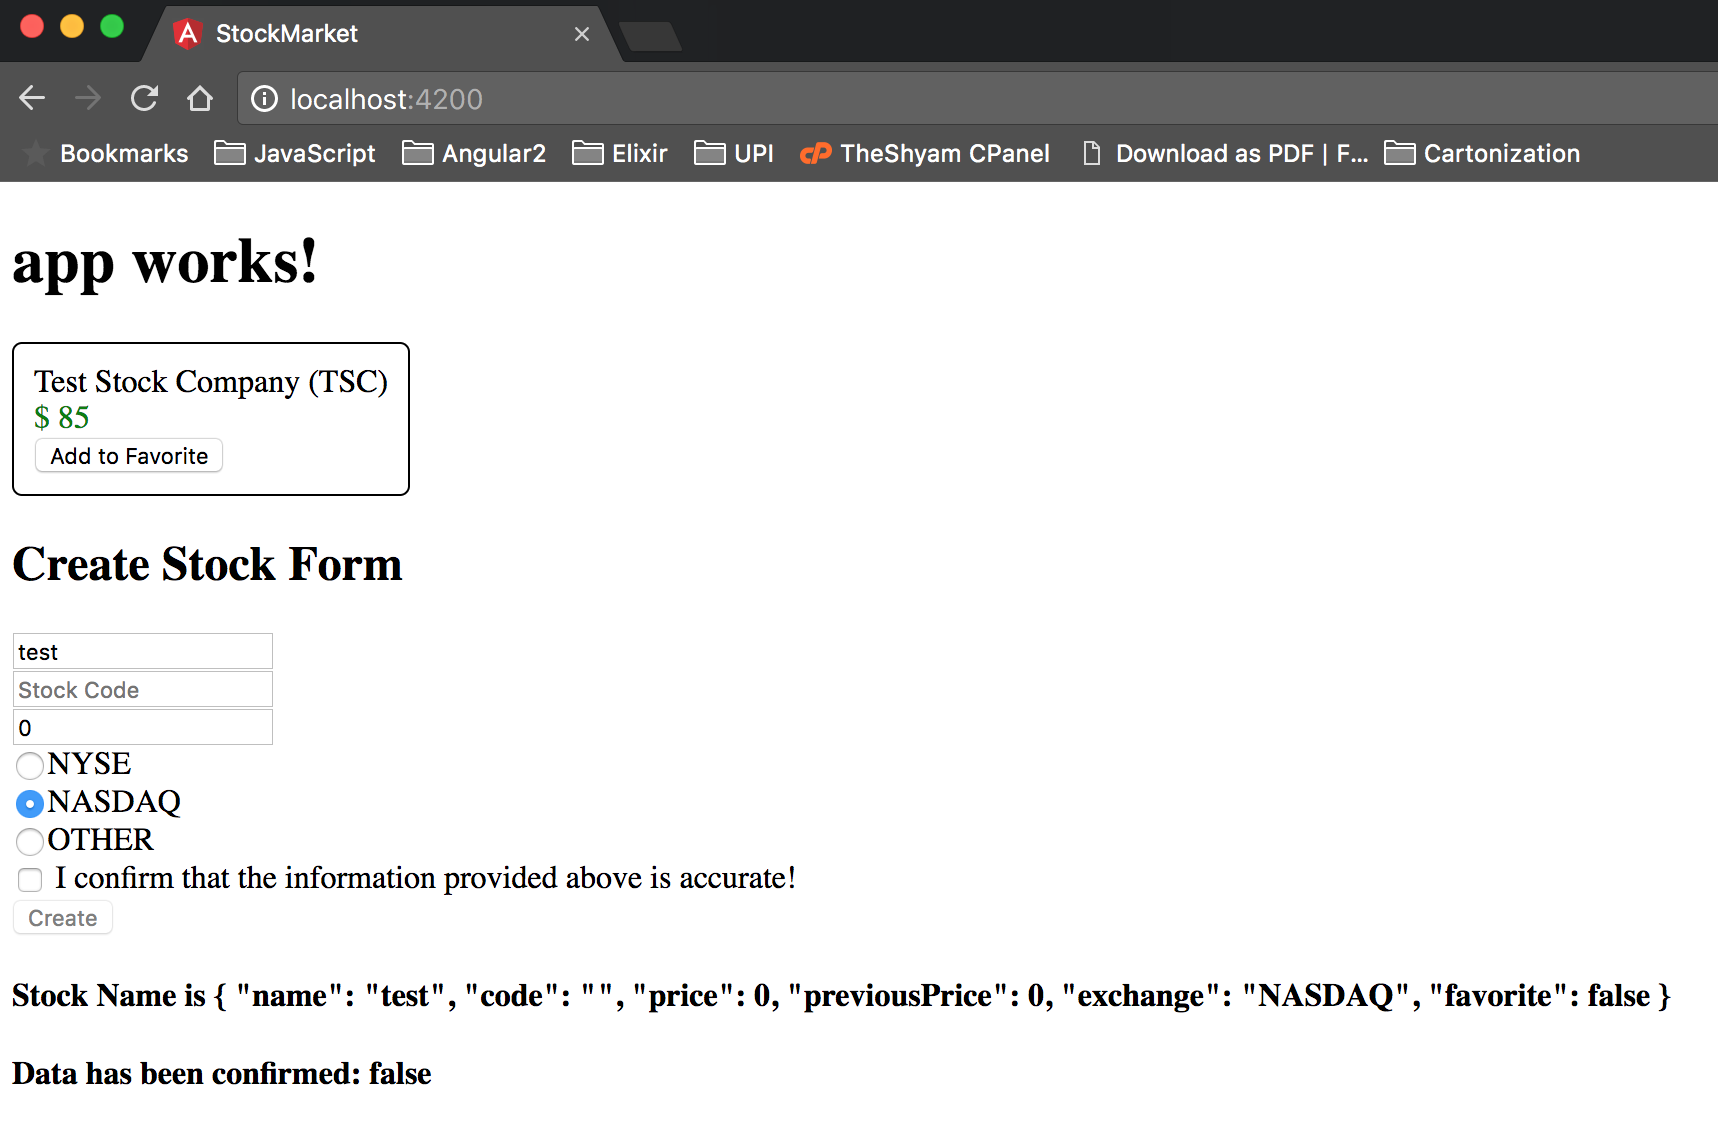 StockMarket
localhost:4200
Bookmarks JavaScript Angular2 Elixir UPI cP TheShyam CPanel Download as PDF | F... Cartonization
app works!
Test Stock Company (TSC)
$ 85
Add to Favorite
Create Stock Form
test
Stock Code
0
NYSE
NASDAQ
OTHER
I confirm that the information provided above is accurate!
Create
Stock Name is { "name": "test", "code": "", "price": 0, "previousPrice": 0, "exchange": "NASDAQ", "favorite": false }
Data has been confirmed: false